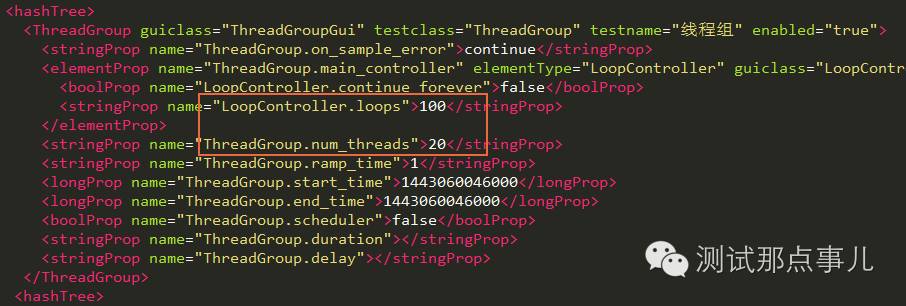 <hashTree>
<ThreadGroup guiclass="ThreadGroupGui" testclass="ThreadGroup" testname="线程组" enabled="true">
<stringProp name="ThreadGroup.on_sample_error">continue</stringProp>
<elementProp name="ThreadGroup.main_controller" elementType="LoopController" guiclass="LoopContro
<boolProp name="LoopController.continue_forever">false</boolProp>
<stringProp name="LoopController.loops">100</stringProp>
</elementProp>
<stringProp name="ThreadGroup.num_threads">20</stringProp>
<stringProp name="ThreadGroup.ramp_time">1</stringProp>
<longProp name="ThreadGroup.start_time">1443060046000</longProp>
<longProp name="ThreadGroup.end_time">1443060046000</longProp>
<boolProp name="ThreadGroup.scheduler">false</boolProp>
<stringProp name="ThreadGroup.duration"></stringProp>
<stringProp name="ThreadGroup.delay"></stringProp>
</ThreadGroup>
<hashTree>
测试那点事儿